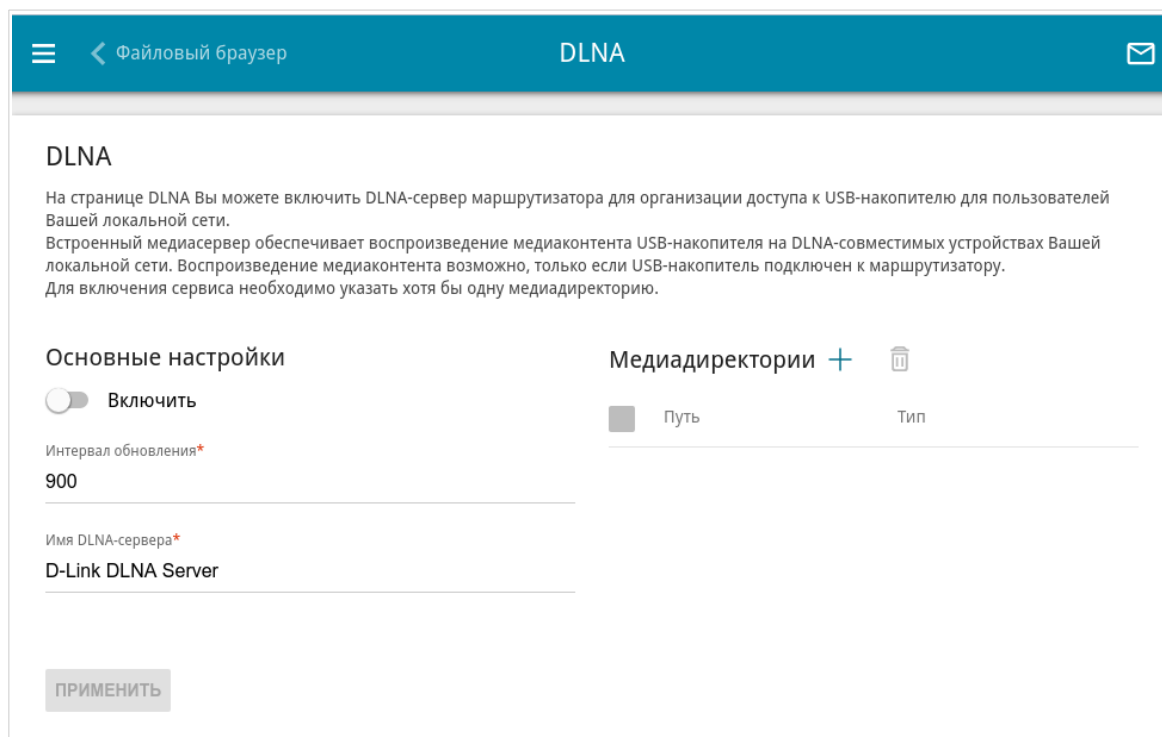 Файловый браузер
DLNA
DLNA
На странице DLNA Вы можете включить DLNA-сервер маршрутизатора для организации доступа к USB-накопителю для пользователей
Вашей локальной сети.
Встроенный медиасервер обеспечивает воспроизведение медиаконтента USB-накопителя на DLNA-совместимых устройствах Вашей
локальной сети. Воспроизведение медиаконтента возможно, только если USB-накопитель подключен к маршрутизатору.
Для включения сервиса необходимо указать хотя бы одну медиадиректорию.
Основные настройки
Включить
Интервал обновления*
900
Имя DLNA-сервера*
D-Link DLNA Server
ПРИМЕНИТЬ
Медиадиректории
Путь Тип